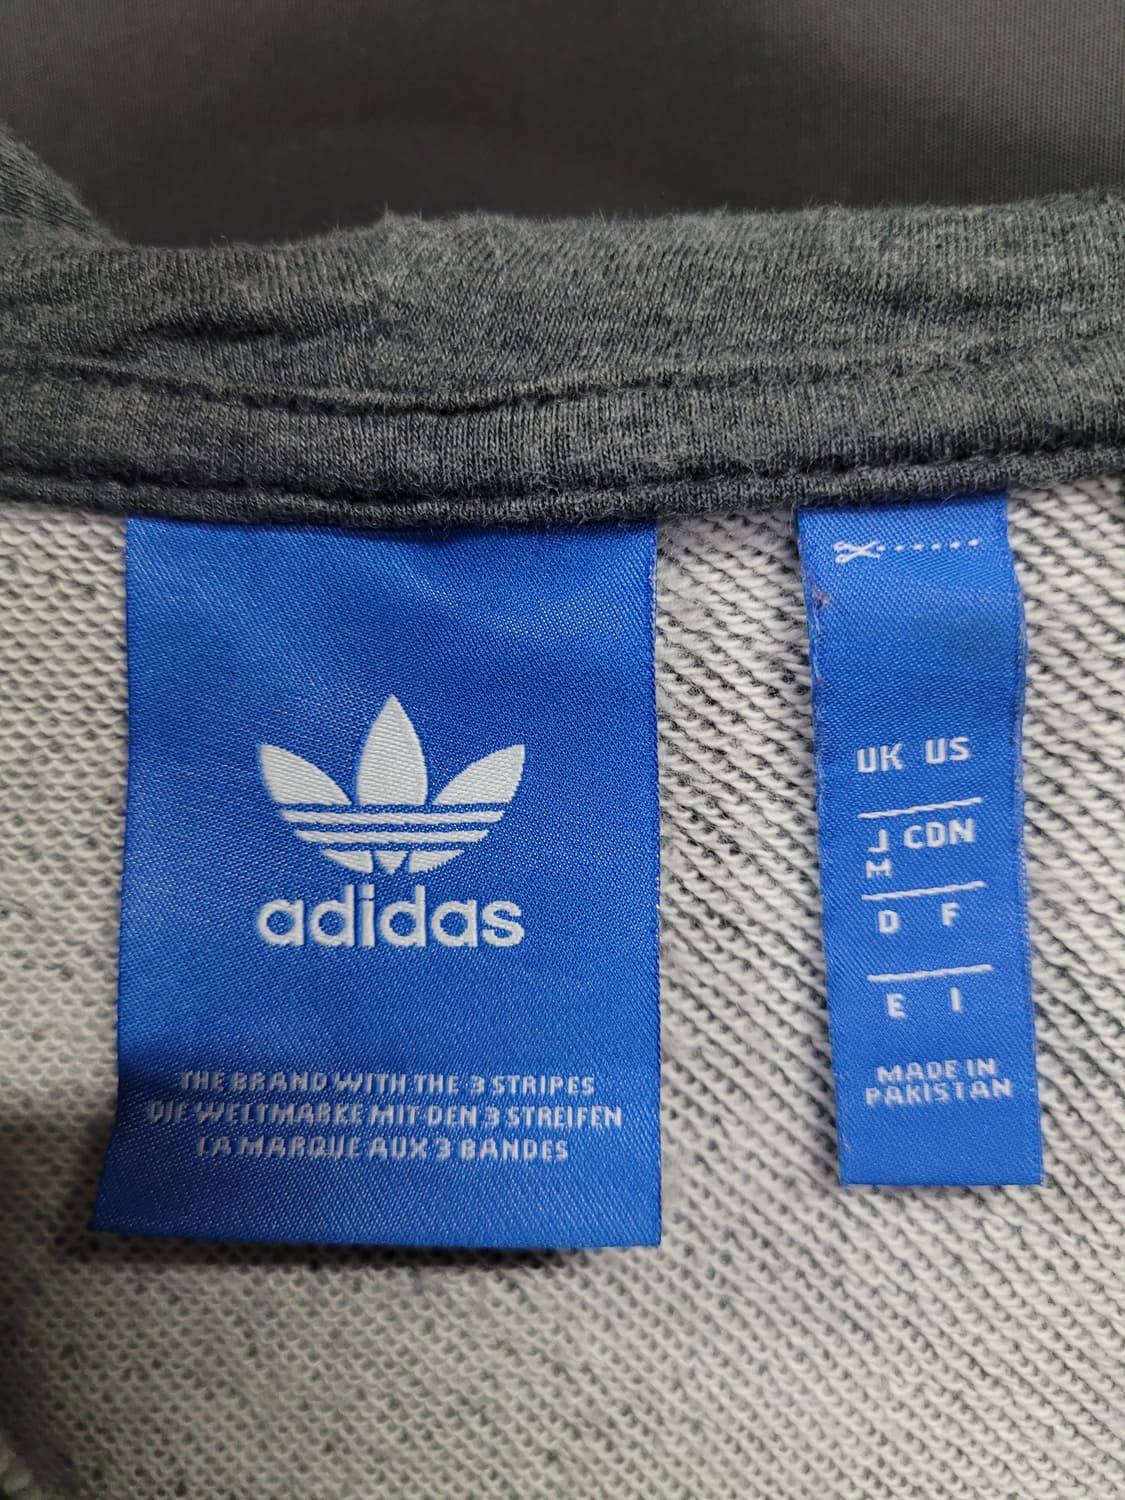 adidas
THE BRAND WITH THE 3 STRIPES
DIE WELTMARKE MIT DEN 3 STREIFEN
LA MARQUE AUX 3 BANDES
UK US
J CDN
M
D F
E I
MADE IN
PAKISTAN